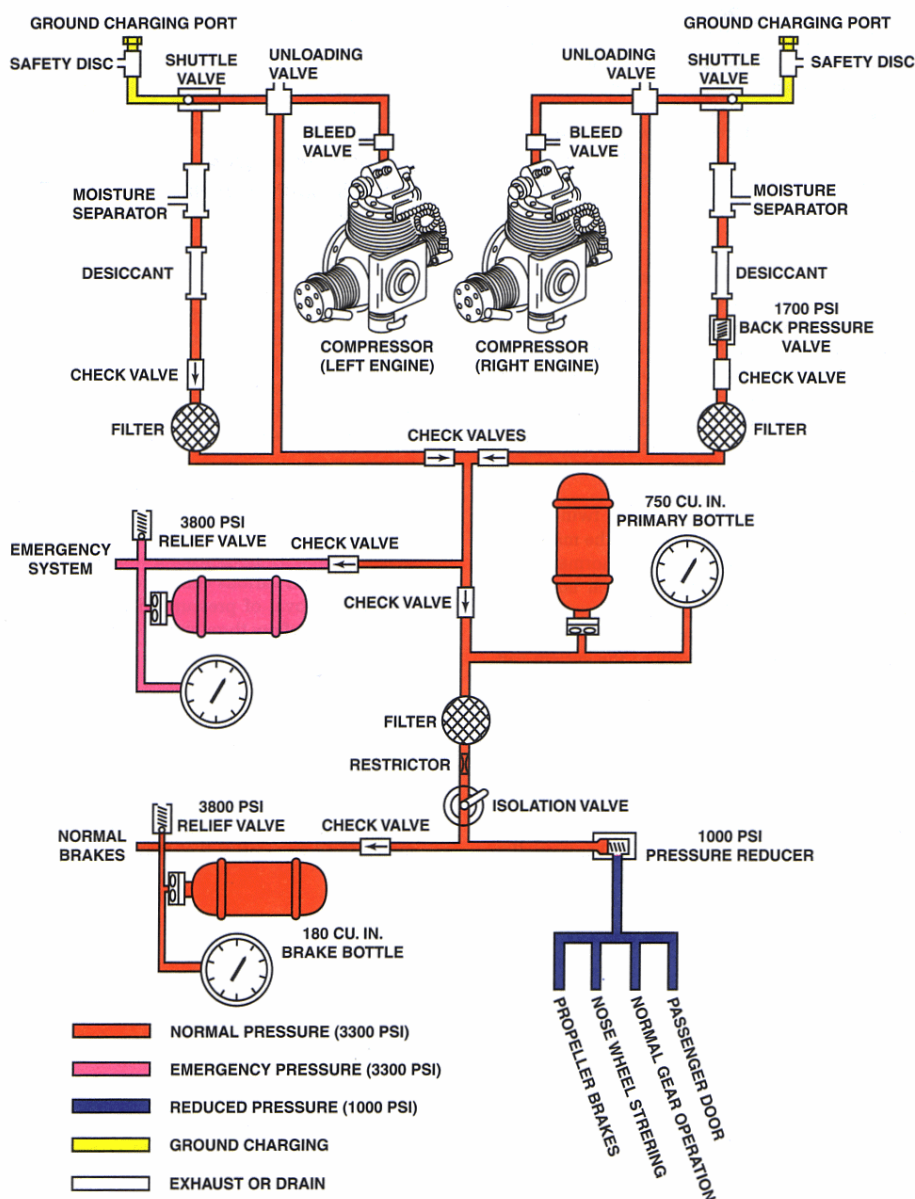 GROUND CHARGING PORT
SAFETY DISC
SHUTTLE
VALVE
UNLOADING
VALVE
UNLOADING
VALVE
SHUTTLE
VALVE
GROUND CHARGING PORT
SAFETY DISC
BLEED
VALVE
BLEED
VALVE
MOISTURE
SEPARATOR
MOISTURE
SEPARATOR
DESICCANT
DESICCANT
1700 PSI
BACK PRESSURE
VALVE
COMPRESSOR
(LEFT ENGINE)
COMPRESSOR
(RIGHT ENGINE)
CHECK VALVE
CHECK VALVE
FILTER
FILTER
CHECK VALVES
3800 PSI
RELIEF VALVE
CHECK VALVE
EMERGENCY
SYSTEM
750 CU. IN.
PRIMARY BOTTLE
CHECK VALVE
FILTER
RESTRICTOR
ISOLATION VALVE
3800 PSI
RELIEF VALVE
CHECK VALVE
NORMAL
BRAKES
1000 PSI
PRESSURE REDUCER
180 CU. IN.
BRAKE BOTTLE
PROPELLER BRAKES
NOSE WHEEL STRERING
NORMAL GEAR OPERATION
PASSENGER DOOR
NORMAL PRESSURE (3300 PSI)
EMERGENCY PRESSURE (3300 PSI)
REDUCED PRESSURE (1000 PSI)
GROUND CHARGING
EXHAUST OR DRAIN